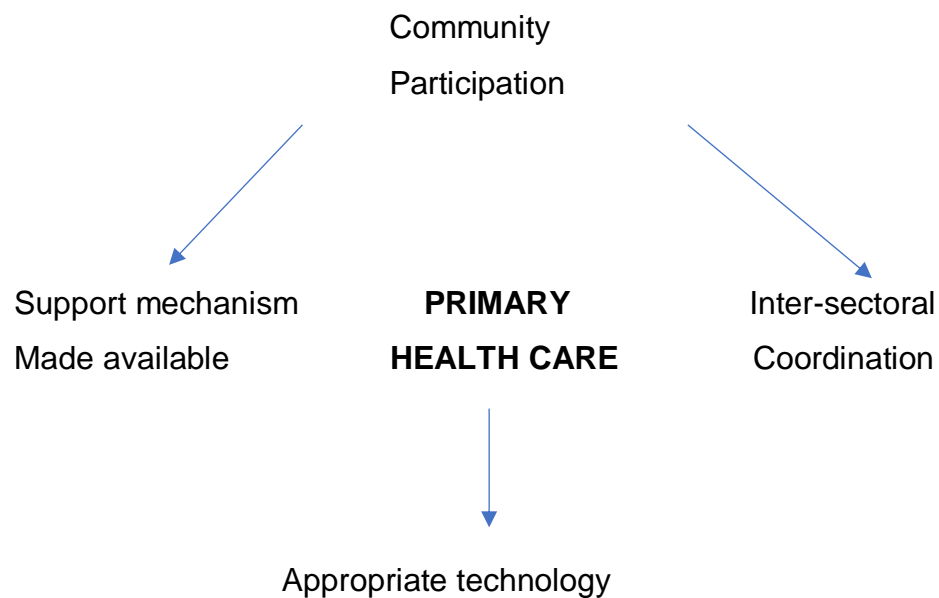 Community
Participation
Support mechanism
Made available
PRIMARY
HEALTH CARE
Inter-sectoral
Coordination
Appropriate technology